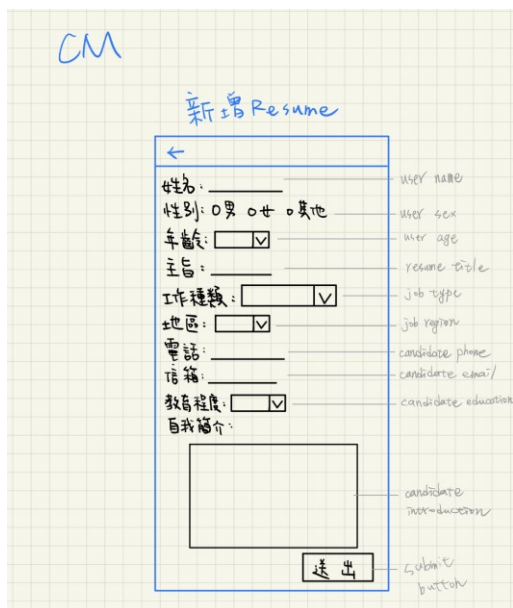 CM
新增Resume
←
姓名: user name
性別: 男 女 其他 user sex
年齡: user age
主旨: resume title
工作種類: job type
地區: job region
電話: candidate phone
信箱: candidate email
教育程度: candidate education
自我簡介:
candidate
introduction
送出 submit
button